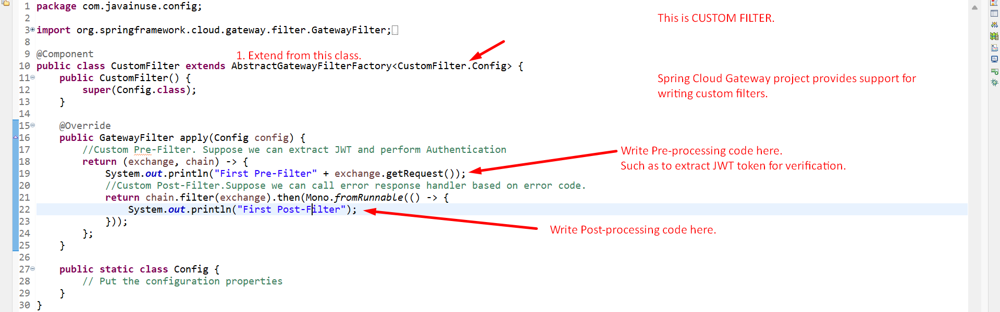 1 package com.javainuse.config;
This is CUSTOM FILTER.
2
3 import org.springframework.cloud.gateway.filter.GatewayFilter;
8
9 @Component
1. Extend from this class.
10 public class CustomFilter extends AbstractGatewayFilterFactory<CustomFilter.Config> {
11 public CustomFilter() {
Spring Cloud Gateway project provides support for
writing custom filters.
12 super(Config.class);
13 }
14
15 @Override
16 public GatewayFilter apply(Config config) {
17 //Custom Pre-Filter. Suppose we can extract JWT and perform Authentication
Write Pre-processing code here.
Such as to extract JWT token for verification.
18 return (exchange, chain) -> {
19 System.out.println("First Pre-Filter" + exchange.getRequest());
20 //Custom Post-Filter.Suppose we can call error response handler based on error code.
21 return chain.filter(exchange).then(Mono.fromRunnable(() -> {
22 System.out.println("First Post-Filter");
23 }));
Write Post-processing code here.
24 };
25 }
26
27 public static class Config {
28 // Put the configuration properties
29 }
30 }